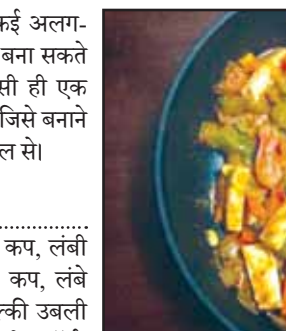 कई अलग-
बना सकते
सी ही एक
जिसे बनाने
ल से।
कप, लंबी
कप, लंबे
की उबली